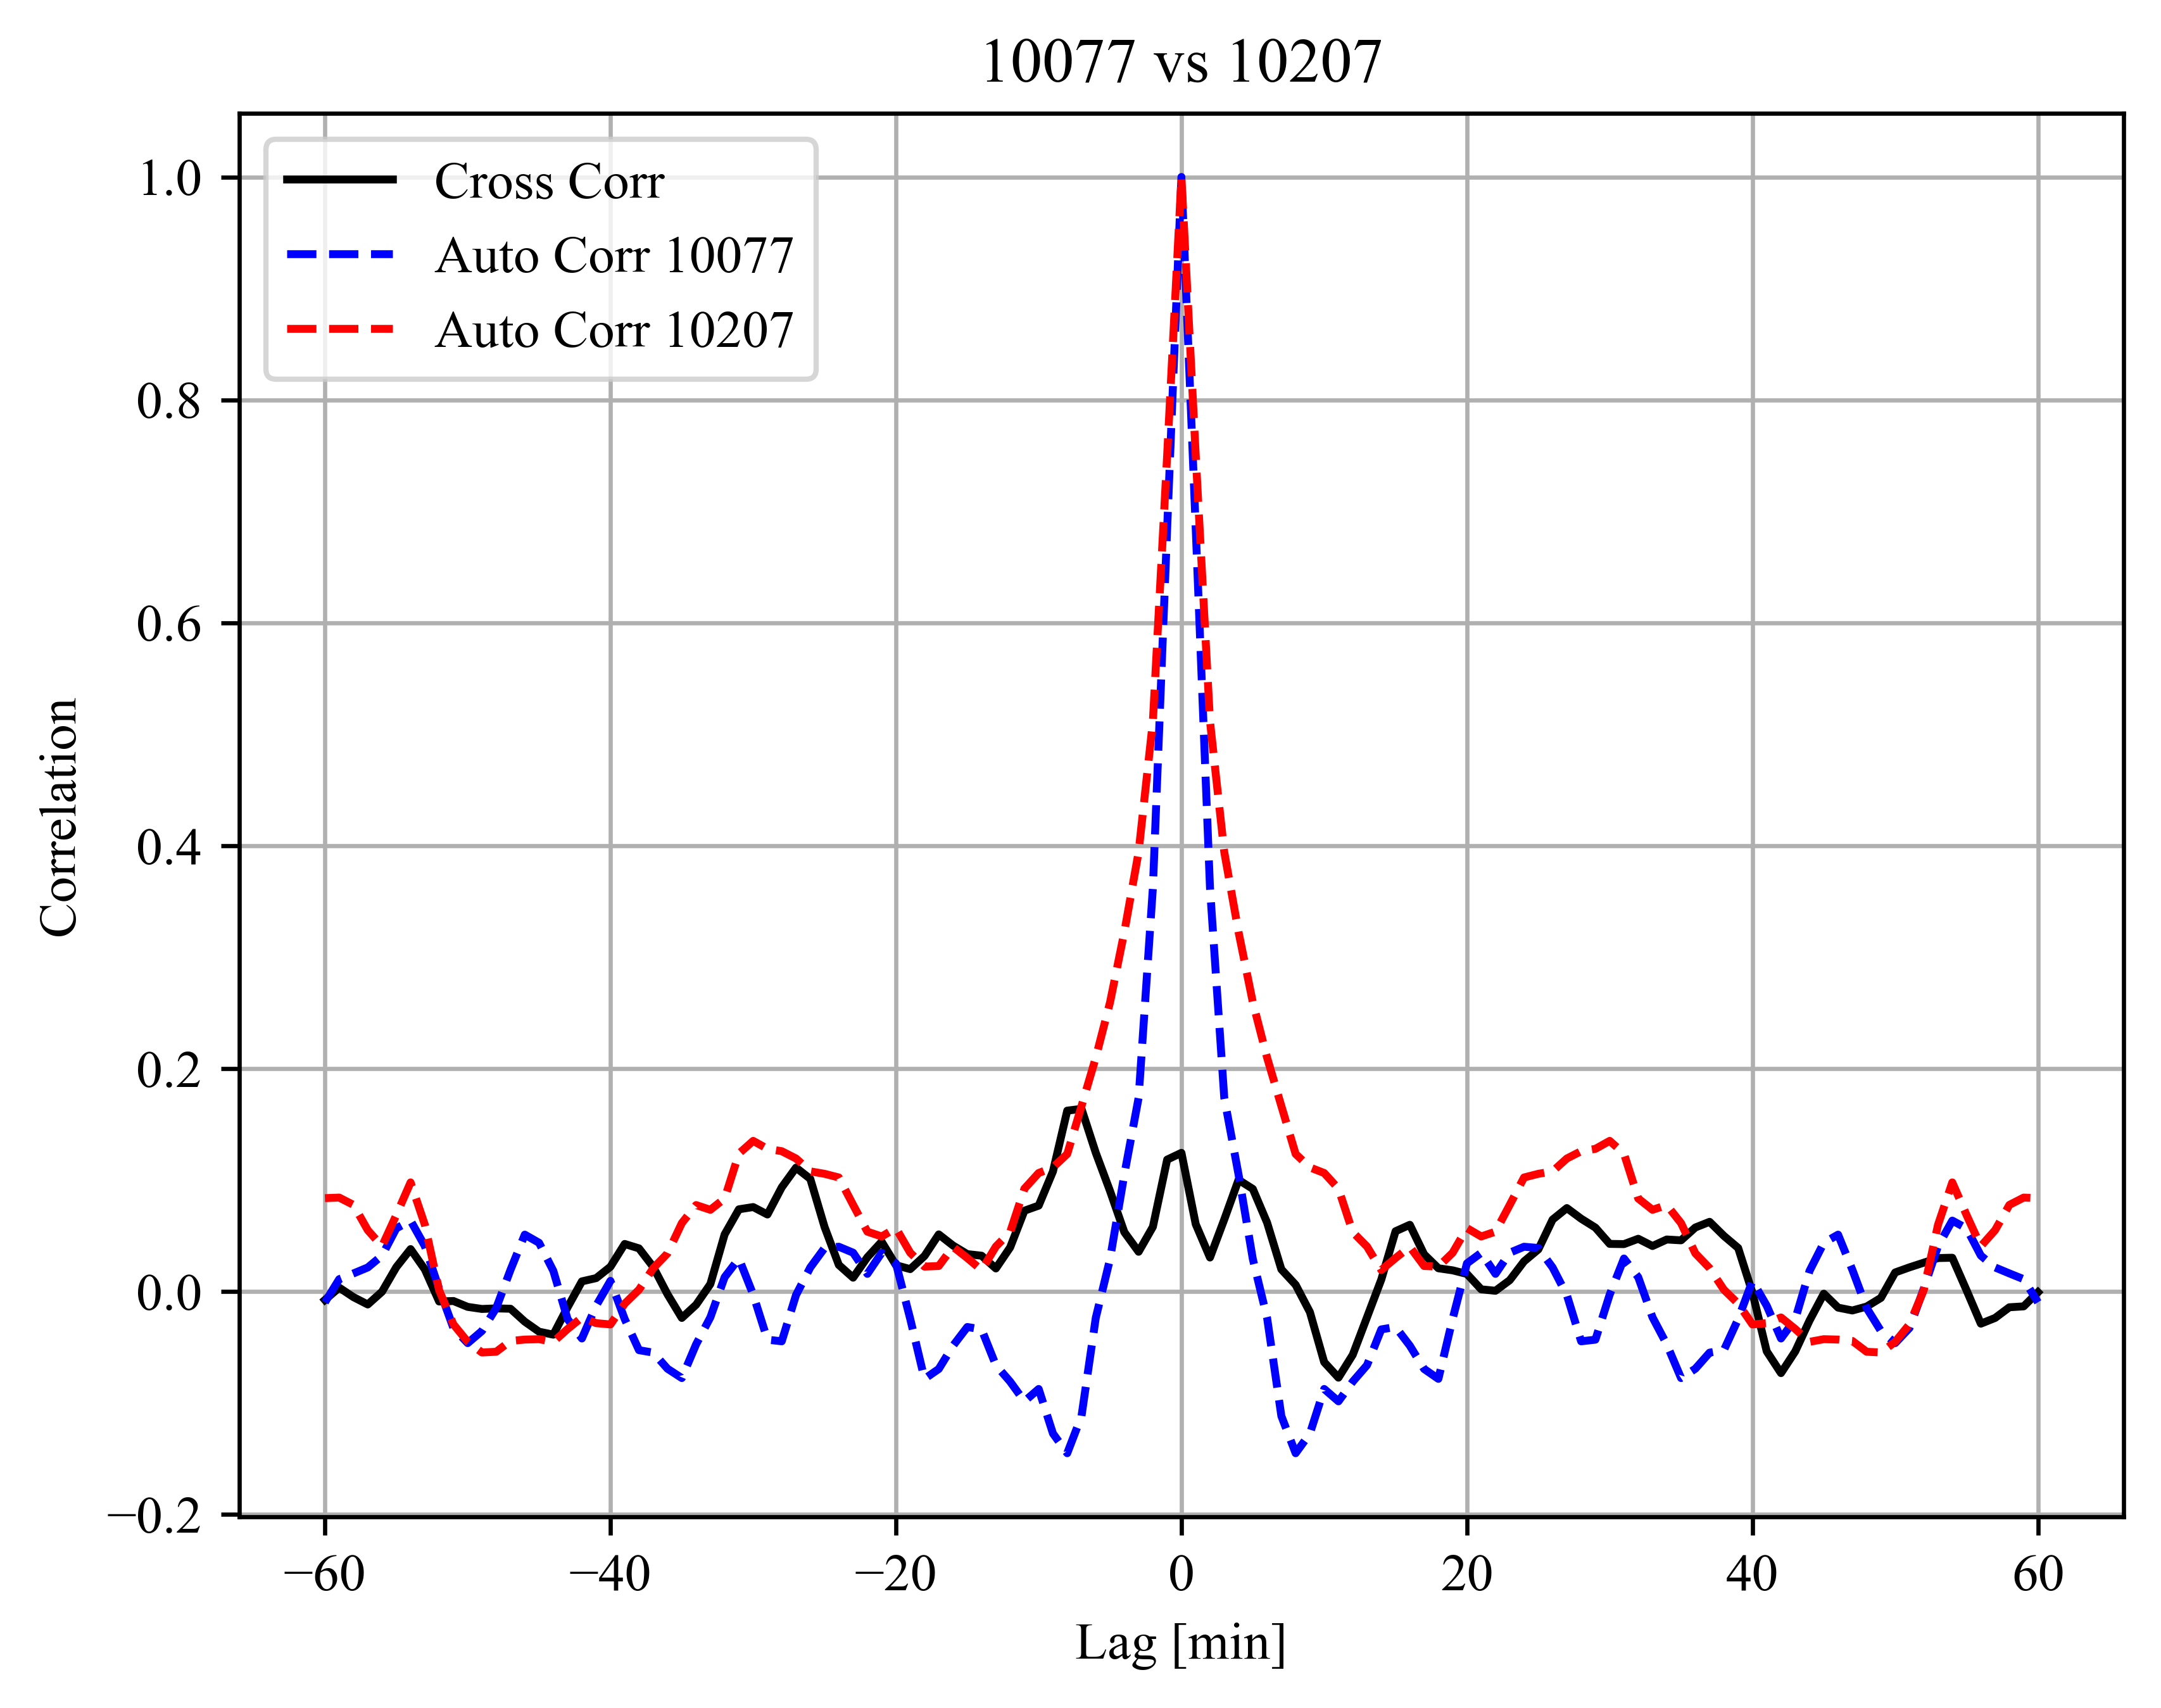 10077 vs 10207
Cross Corr
Auto Corr 10077
Auto Corr 10207
1.0
0.8
0.6
0.4
0.2
0.0
−0.2
Correlation
−60 −40 −20 0 20 40 60
Lag [min]